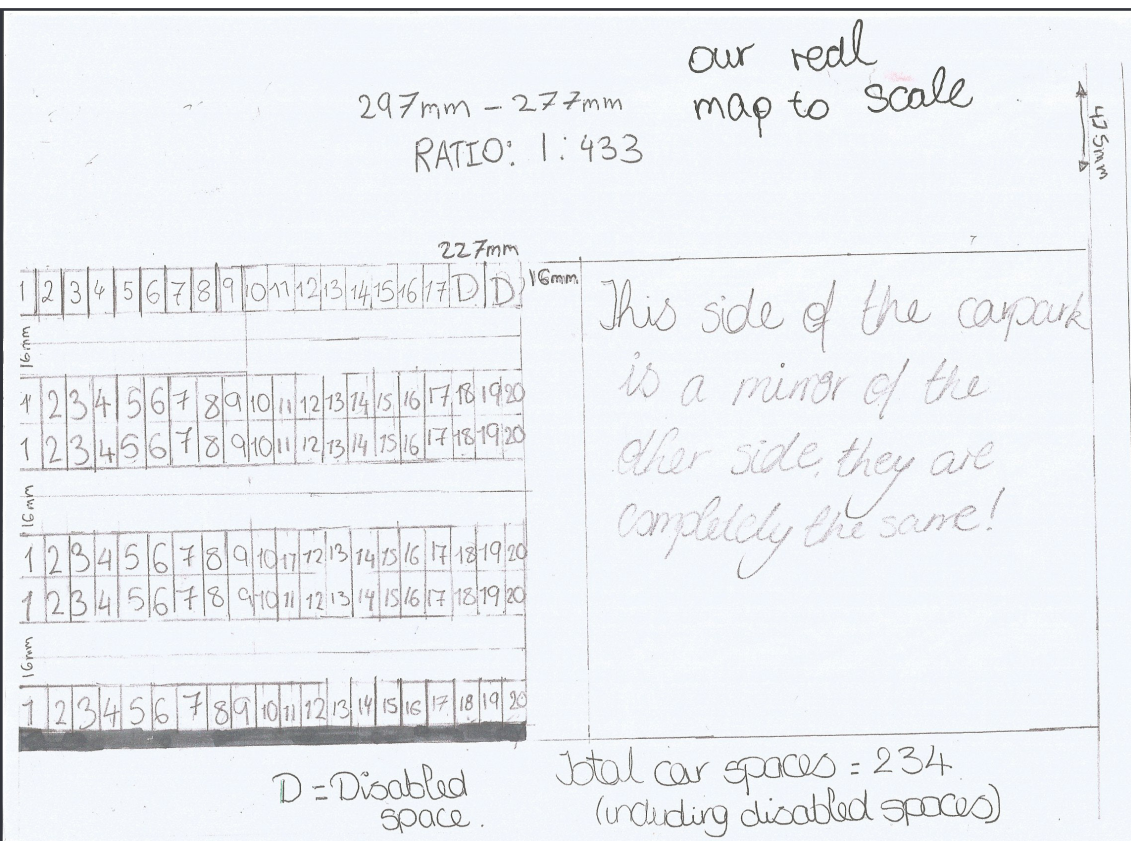 our real
map to scale
297mm - 277mm
RATIO: 1:433
47.5mm
227mm
1 2 3 4 5 6 7 8 9 10 11 12 13 14 15 16 17 D D
16mm
16mm
1 2 3 4 5 6 7 8 9 10 11 12 13 14 15 16 17 18 19 20
1 2 3 4 5 6 7 8 9 10 11 12 13 14 15 16 17 18 19 20
16mm
1 2 3 4 5 6 7 8 9 10 11 12 13 14 15 16 17 18 19 20
1 2 3 4 5 6 7 8 9 10 11 12 13 14 15 16 17 18 19 20
16mm
1 2 3 4 5 6 7 8 9 10 11 12 13 14 15 16 17 18 19 20
This side of the carpark
is a mirror of the
other side, they are
completely the same!
D = Disabled
space.
Total car spaces = 234
(including disabled spaces)